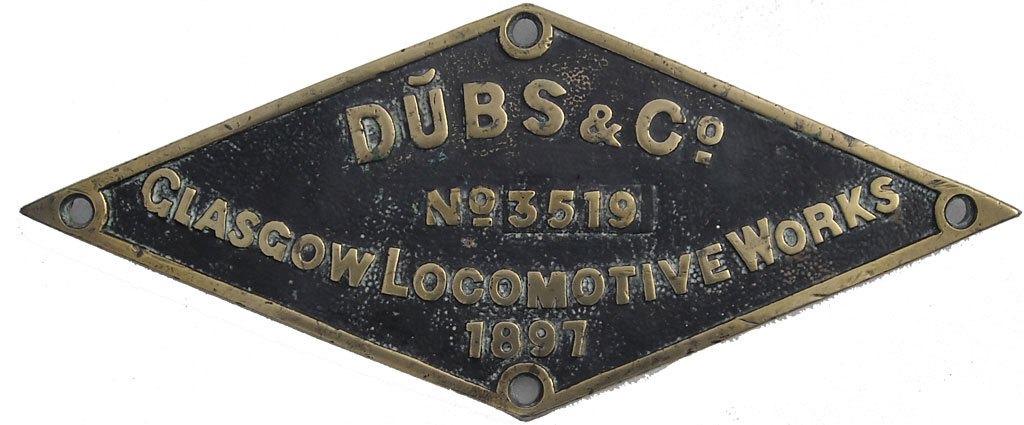 DŬBS & Cº.
Nº 3519
GLASGOW LOCOMOTIVE WORKS
1897